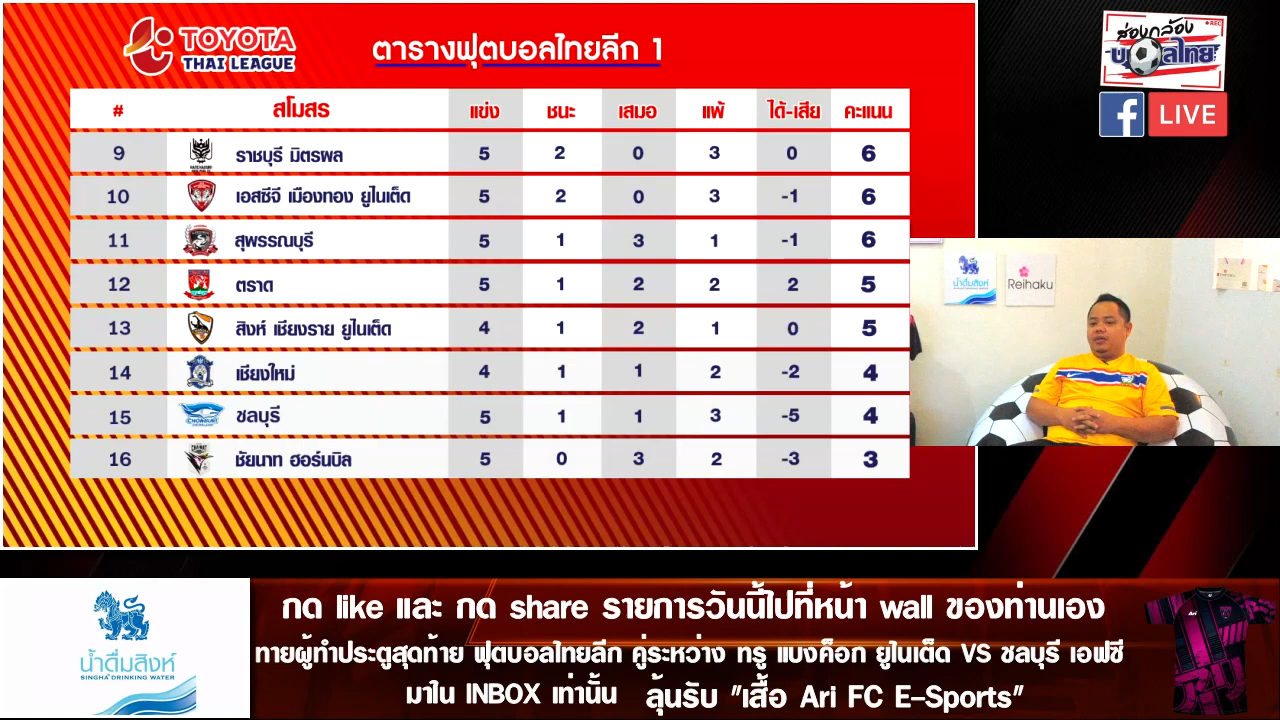 TOYOTA
THAI LEAGUE
ตารางฟุตบอลไทยลีก 1
# สโมสร แข่ง ชนะ เสมอ แพ้ ได้-เสีย คะแนน
9 ราชบุรี มิตรผล 5 2 0 3 0 6
10 เอสซีจี เมืองทอง ยูไนเต็ด 5 2 0 3 -1 6
11 สุพรรณบุรี 5 1 3 1 -1 6
12 ตราด 5 1 2 2 2 5
13 สิงห์ เชียงราย ยูไนเต็ด 4 1 2 1 0 5
14 เชียงใหม่ 4 1 1 2 -2 4
15 ชลบุรี 5 1 1 3 -5 4
16 ชัยนาท ฮอร์นบิล 5 0 3 2 -3 3
ส่องกล้อง
บอลไทย
REC
f LIVE
น้ำดื่มสิงห์
Reihaku
น้ำดื่มสิงห์
SINGHA DRINKING WATER
กด like และ กด share รายการวันนี้ไปที่หน้า wall ของท่านเอง
ทายผู้ทำประตูสุดท้าย ฟุตบอลไทยลีก คู่ระหว่าง ทรู แบงค็อก ยูไนเต็ด VS ชลบุรี เอฟซี
มาใน INBOX เท่านั้น ลุ้นรับ "เสื้อ Ari FC E-Sports"
Ari